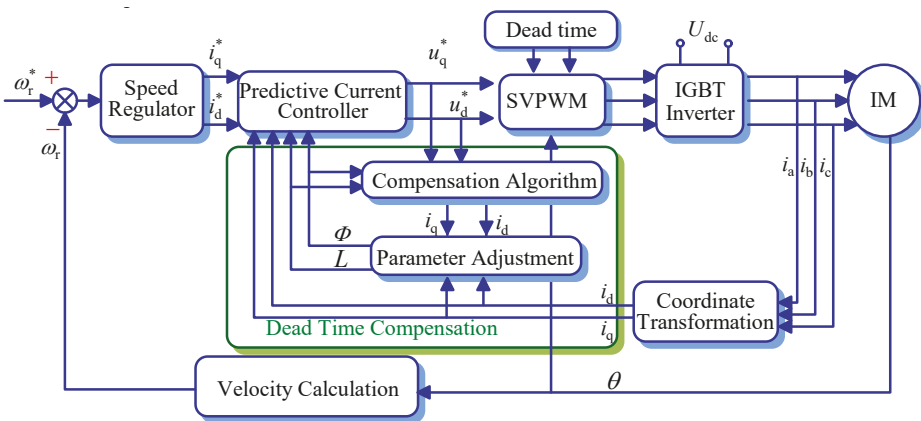 Dead time
U_dc
i_q^*
u_q^*
ω_r^*
+
Speed
Regulator
Predictive Current
Controller
SVPWM
IGBT
Inverter
IM
i_d^*
u_d^*
−
ω_r
i_a
i_b
i_c
Compensation Algorithm
i_q
i_d
Φ
L
Parameter Adjustment
i_d
i_q
Coordinate
Transformation
Dead Time Compensation
Velocity Calculation
θ